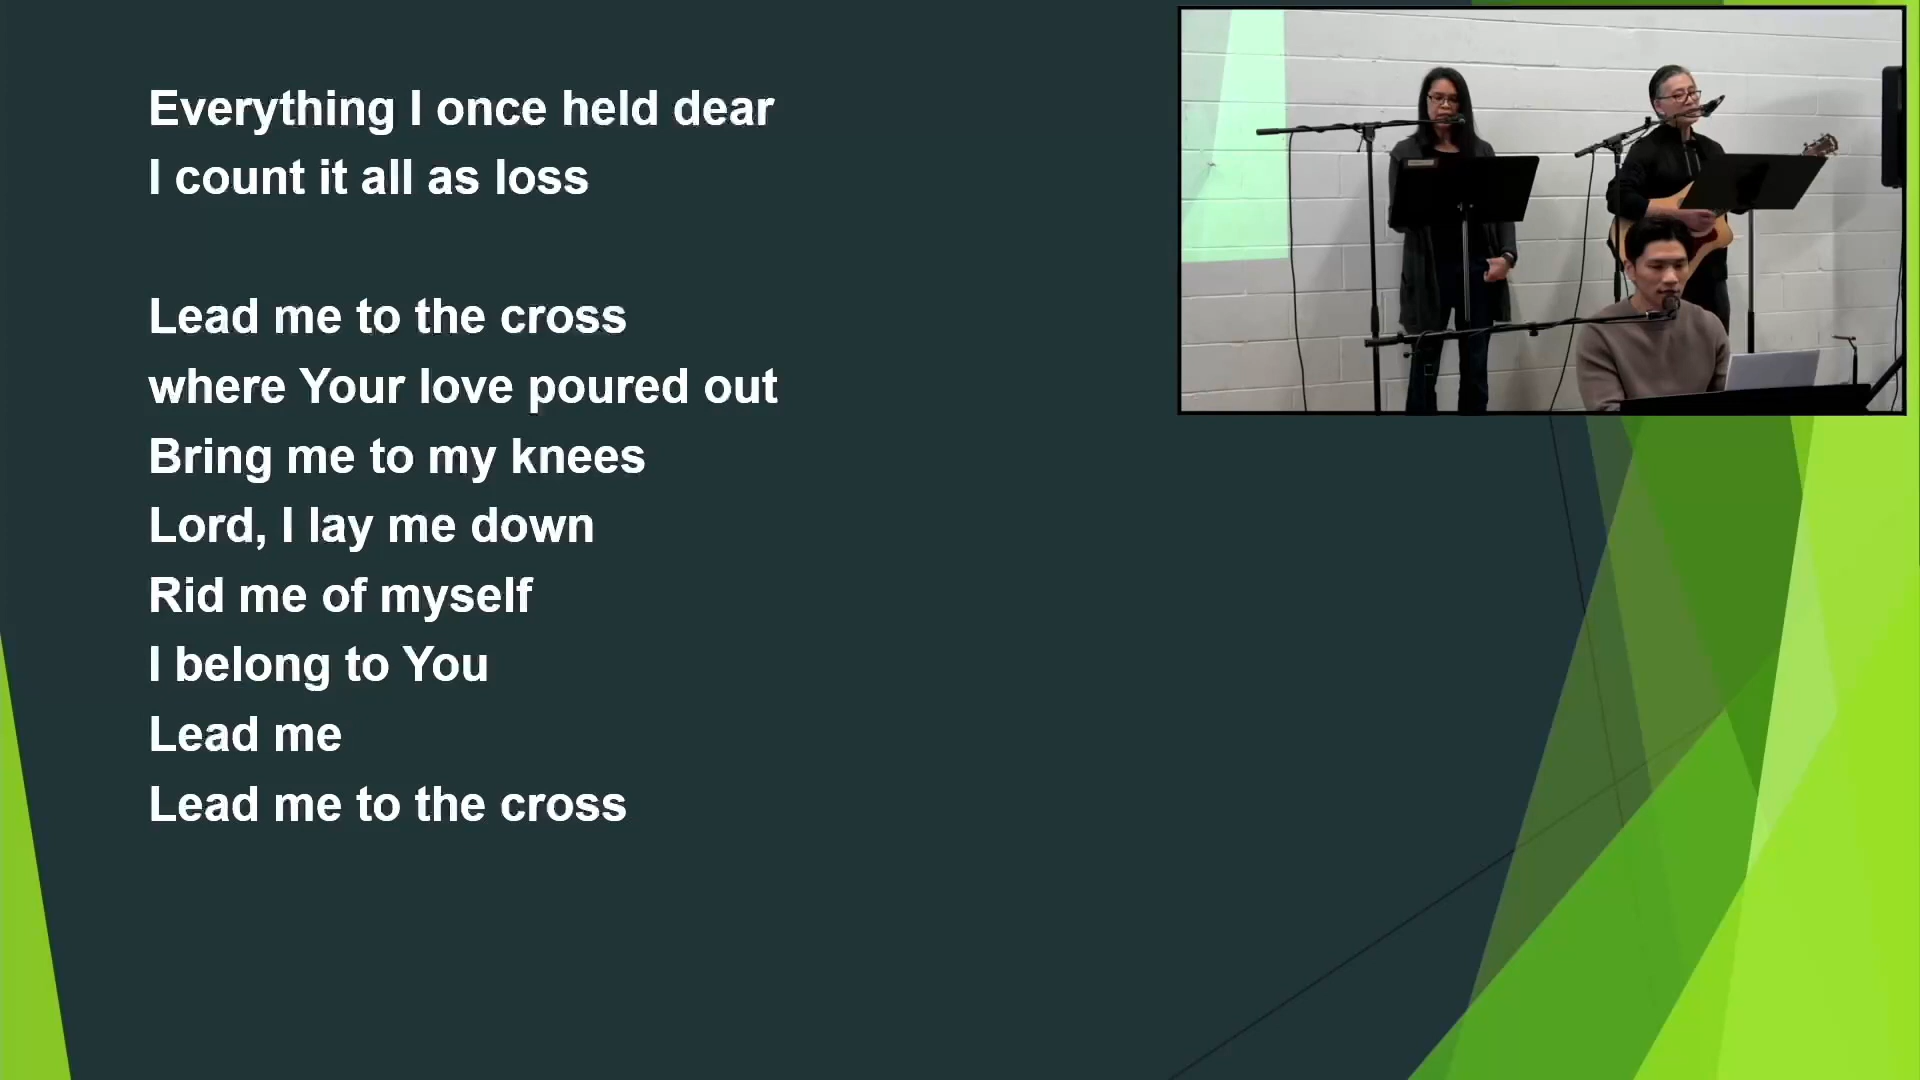 Everything I once held dear
I count it all as loss
Lead me to the cross
where Your love poured out
Bring me to my knees
Lord, I lay me down
Rid me of myself
I belong to You
Lead me
Lead me to the cross